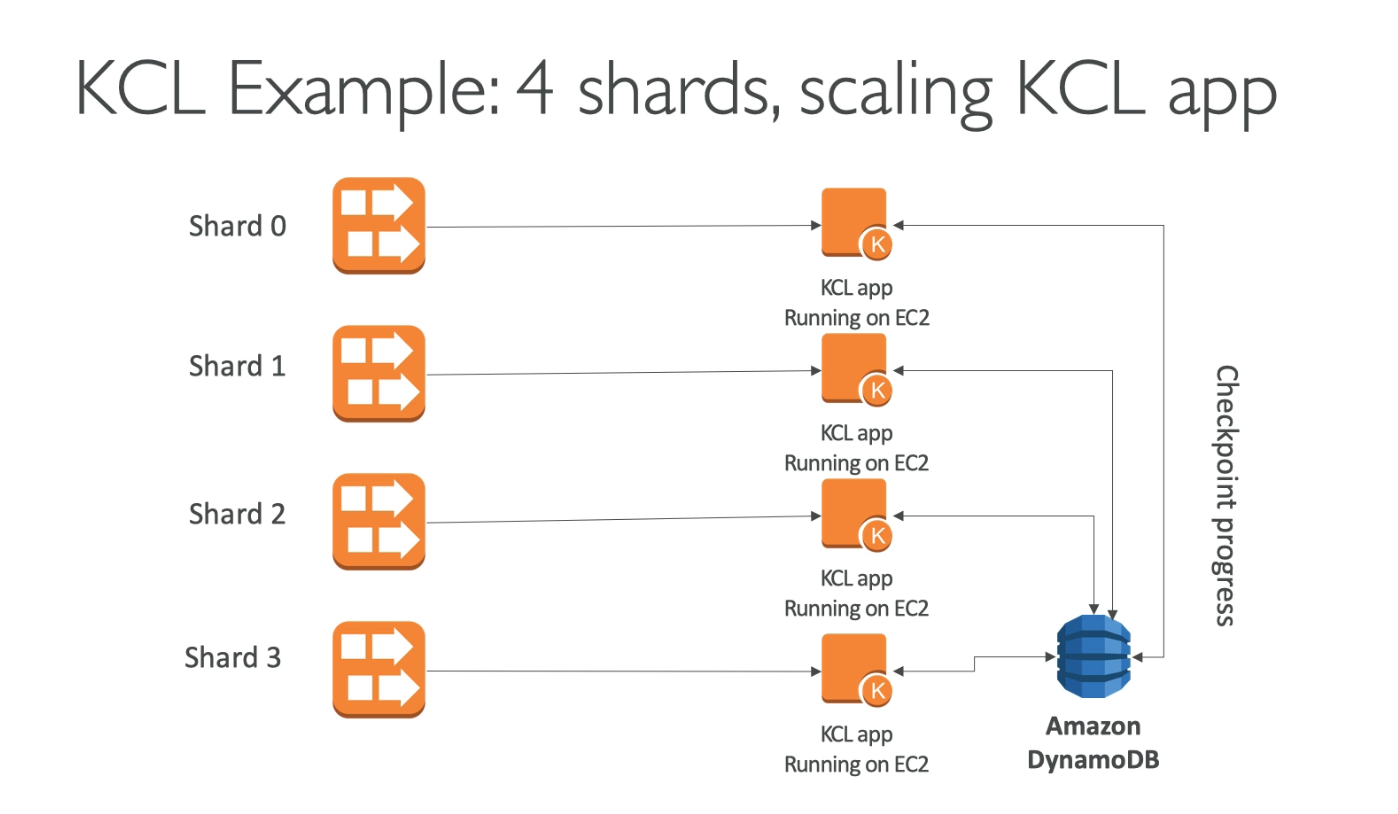 KCL Example: 4 shards, scaling KCL app
Shard 0
K
KCL app
Running on EC2
Shard 1
K
KCL app
Running on EC2
Shard 2
K
KCL app
Running on EC2
Shard 3
K
KCL app
Running on EC2
Checkpoint progress
Amazon
DynamoDB